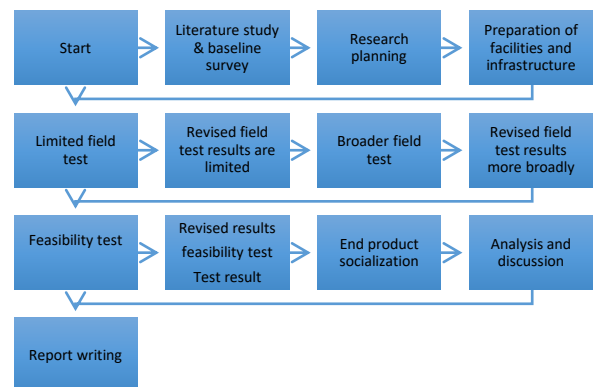 Start
Literature study
& baseline
survey
Research
planning
Preparation of
facilities and
infrastructure
Limited field
test
Revised field
test results are
limited
Broader field
test
Revised field
test results
more broadly
Feasibility test
Revised results
feasibility test
Test result
End product
socialization
Analysis and
discussion
Report writing